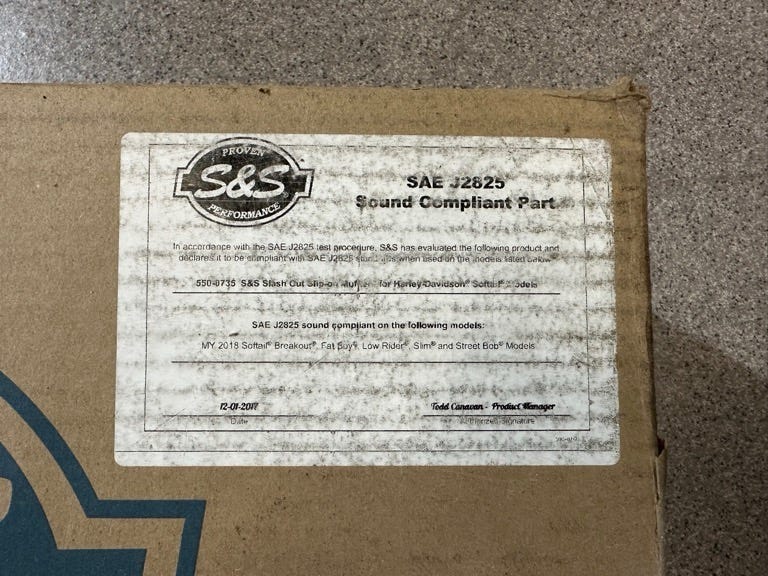 PROVEN
S&S®
PERFORMANCE
SAE J2825
Sound Compliant Part
In accordance with the SAE J2825 test procedure, S&S has evaluated the following product and
declares it to be compliant with SAE J2825 when used on the models listed below
550-0735 S&S Slash Cut Slip-on for Harley-Davidson® Softail® Models
SAE J2825 sound compliant on the following models:
MY 2018 Softail® Breakout®, Fat Boy®, Low Rider®, Slim® and Street Bob® Models
12-01-2017
Todd Canavan - Product Manager
Date
Authorized Signature